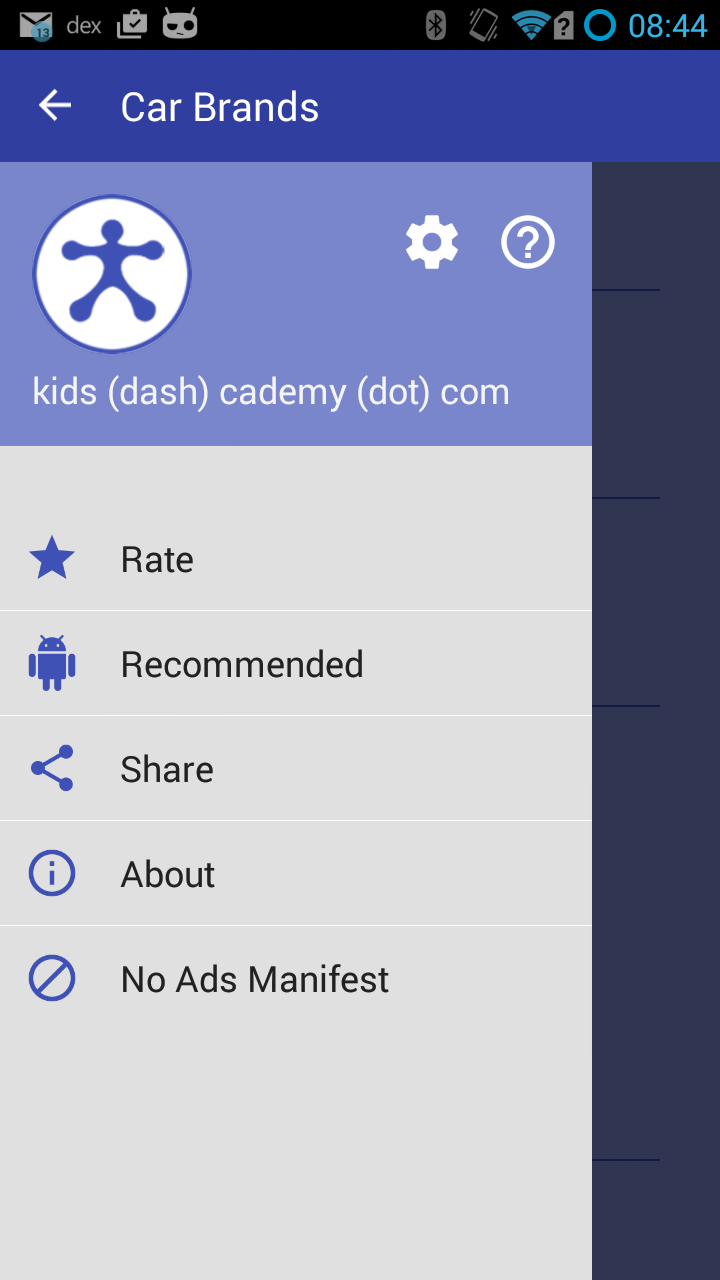 13 dex 08:44
Car Brands
kids (dash) cademy (dot) com
Rate
Recommended
Share
About
No Ads Manifest